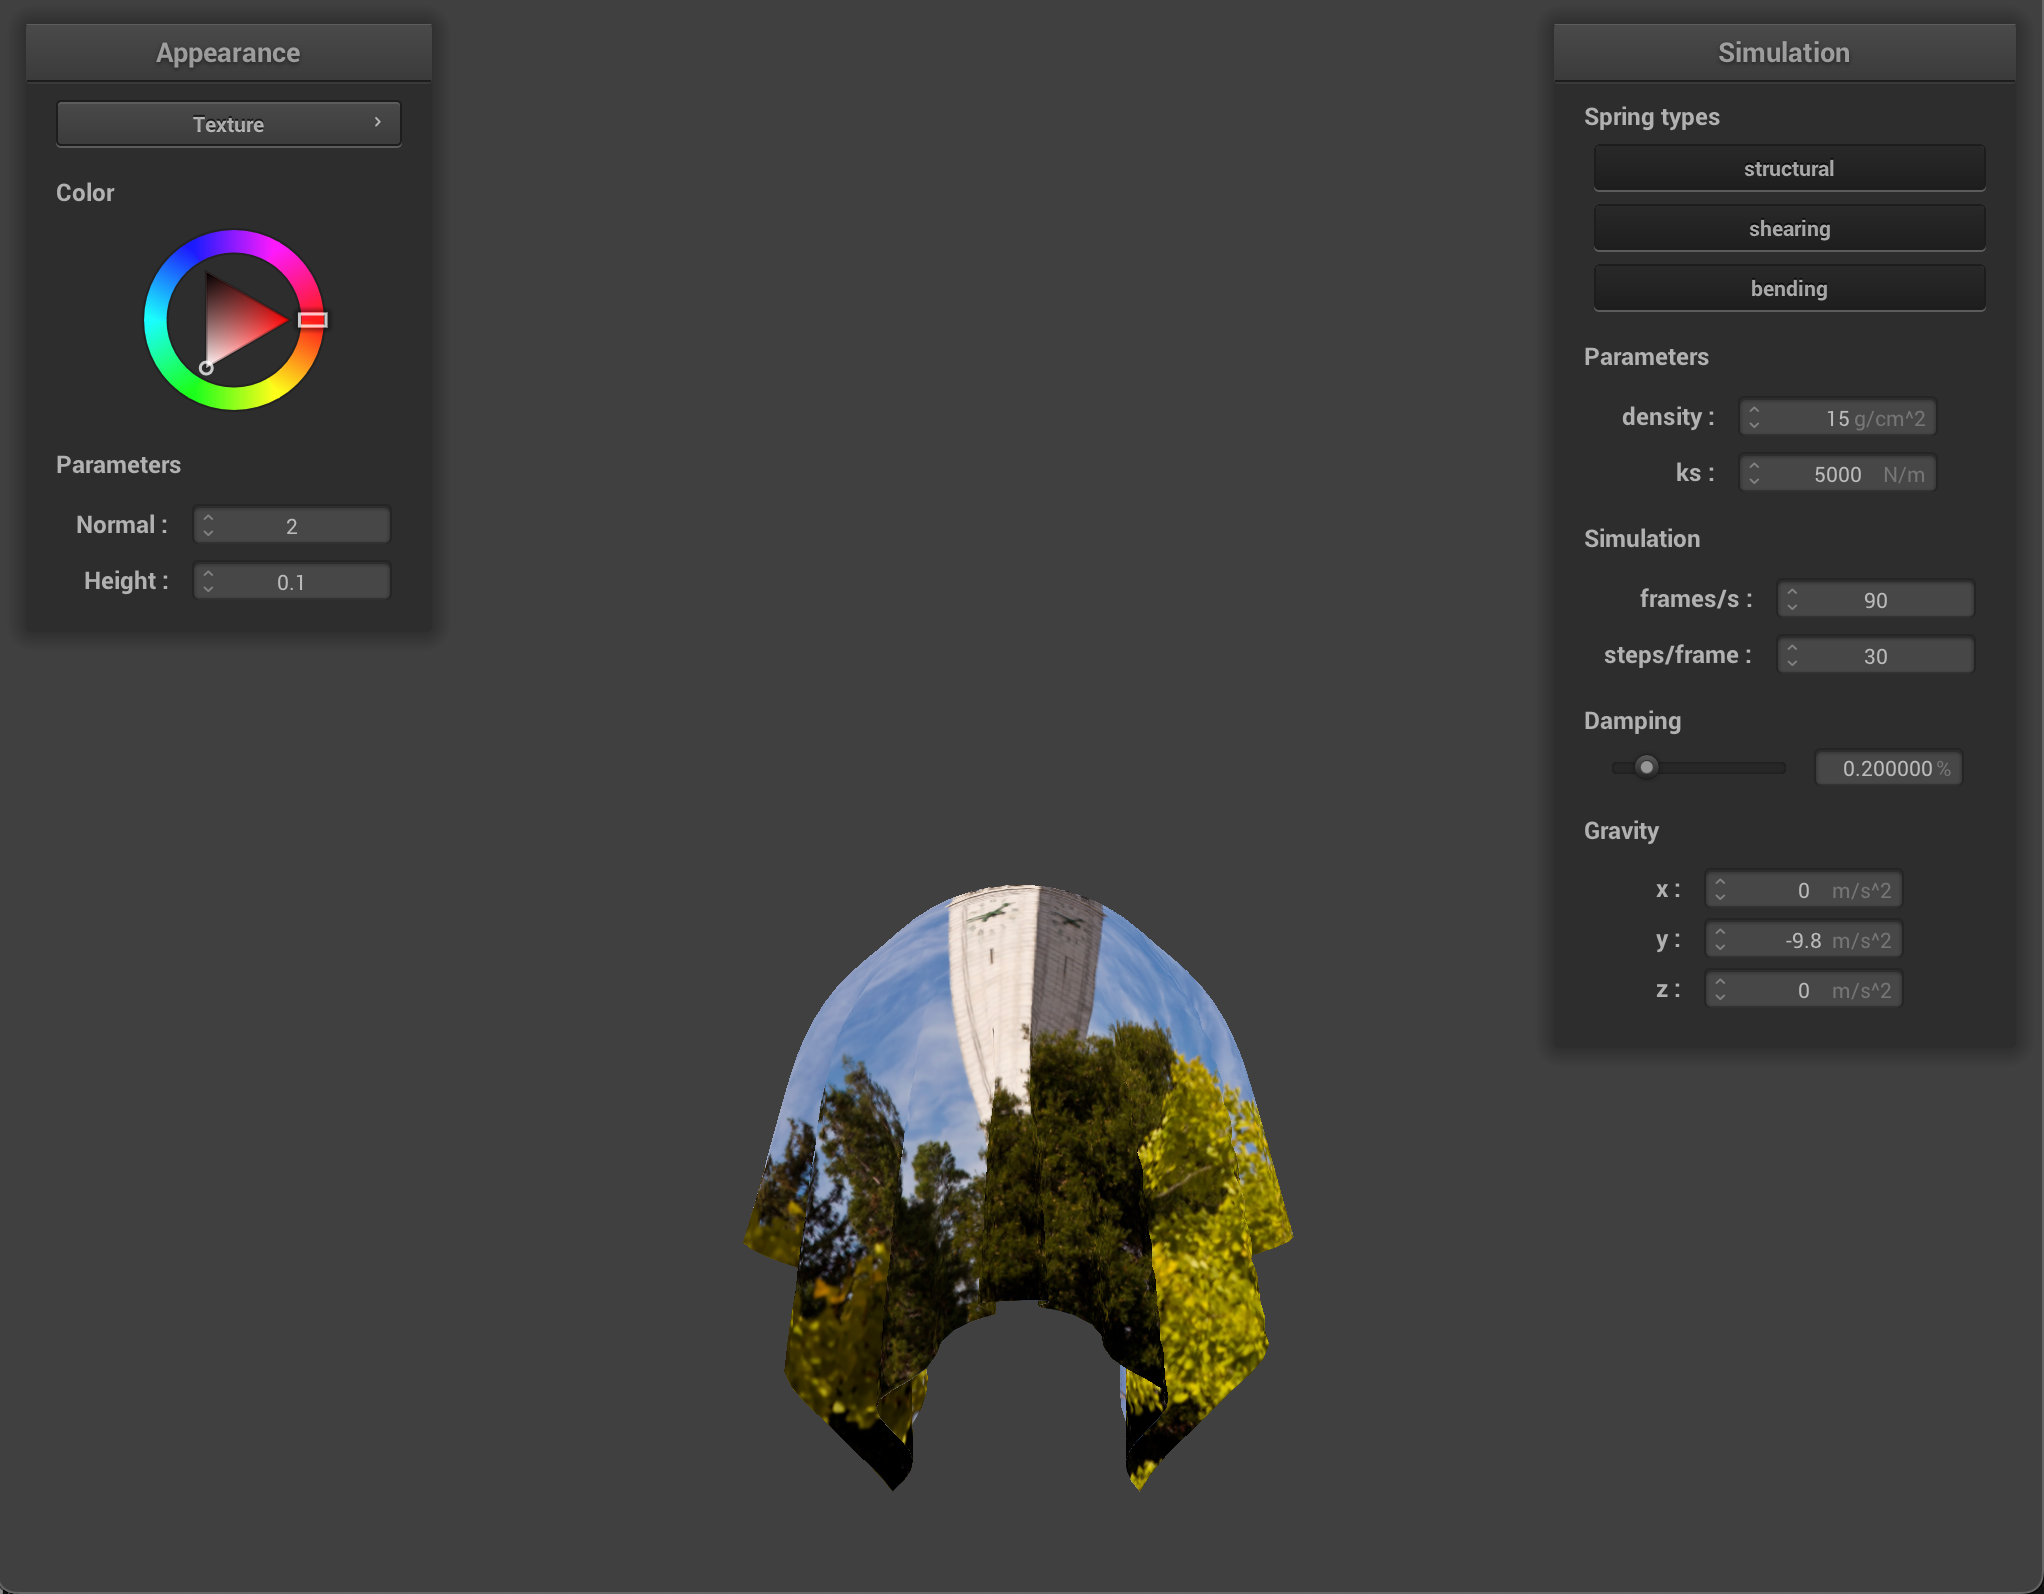 Appearance
Texture
Color
Parameters
Normal : 2
Height : 0.1
Simulation
Spring types
structural
shearing
bending
Parameters
density : 15 g/cm^2
ks : 5000 N/m
Simulation
frames/s : 90
steps/frame : 30
Damping
0.200000 %
Gravity
x : 0 m/s^2
y : -9.8 m/s^2
z : 0 m/s^2